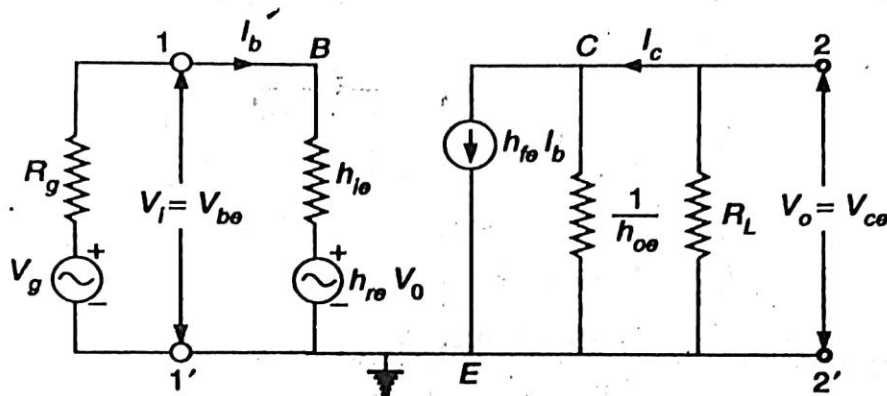 1
I_b
B
C
I_c
2
R_g
V_i = V_be
h_ie
h_fe I_b
1/h_oe
R_L
V_o = V_ce
V_g
+
−
+
−
h_re V_0
1'
E
2'